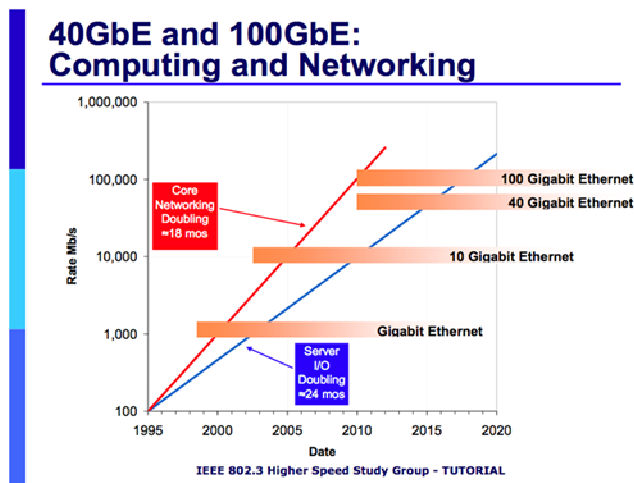 40GbE and 100GbE:
Computing and Networking
1,000,000
100,000
10,000
1,000
100
Rate Mb/s
Core
Networking
Doubling
≈18 mos
100 Gigabit Ethernet
40 Gigabit Ethernet
10 Gigabit Ethernet
Gigabit Ethernet
Server
I/O
Doubling
≈24 mos
1995 2000 2005 2010 2015 2020
Date
IEEE 802.3 Higher Speed Study Group - TUTORIAL